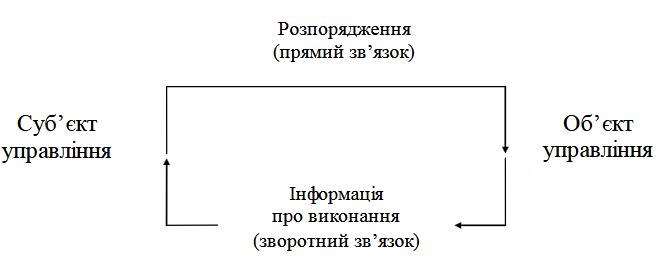 Розпорядження
(прямий зв’язок)
Суб’єкт
управління
Об’єкт
управління
Інформація
про виконання
(зворотний зв’язок)